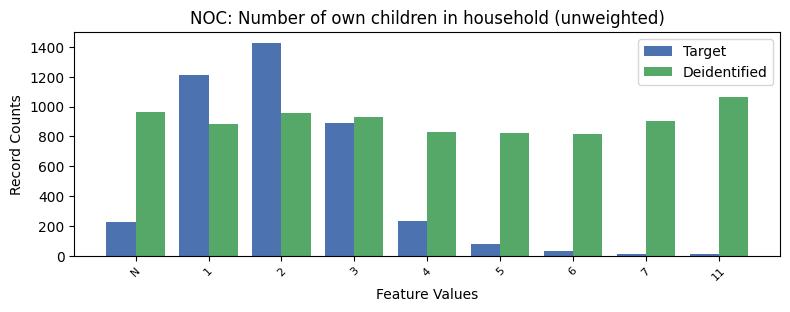 NOC: Number of own children in household (unweighted)
Target
Deidentified
Record Counts
1400
1200
1000
800
600
400
200
0
N 1 2 3 4 5 6 7 11
Feature Values